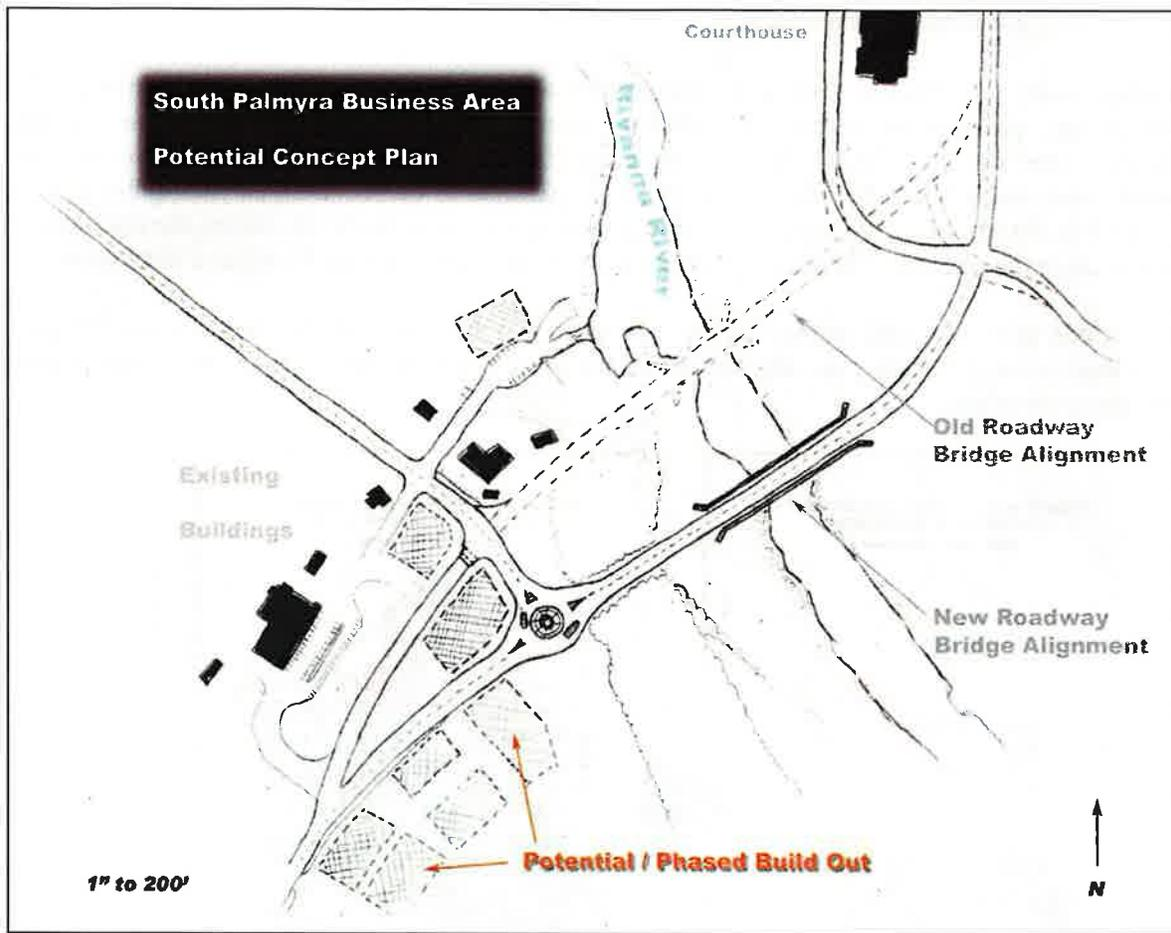 Courthouse
South Palmyra Business Area
Potential Concept Plan
Rivanna River
Old Roadway
Bridge Alignment
Existing
Buildings
New Roadway
Bridge Alignment
Potential / Phased Build Out
1" to 200'
N